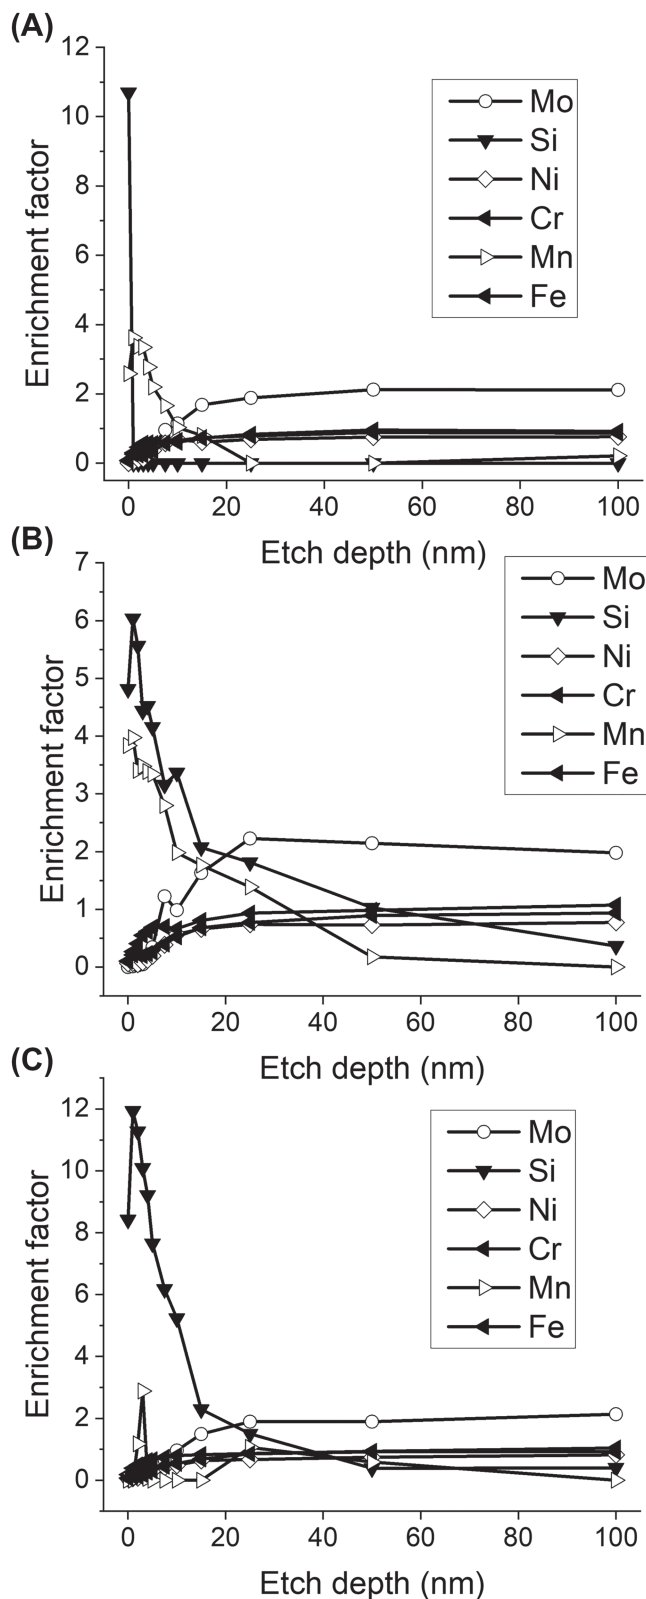 (A)
12
10
8
6
4
2
0
Enrichment factor
Mo
Si
Ni
Cr
Mn
Fe
0 20 40 60 80 100
Etch depth (nm)
(B)
7
6
5
4
3
2
1
0
Enrichment factor
Mo
Si
Ni
Cr
Mn
Fe
0 20 40 60 80 100
Etch depth (nm)
(C)
12
10
8
6
4
2
0
Enrichment factor
Mo
Si
Ni
Cr
Mn
Fe
0 20 40 60 80 100
Etch depth (nm)